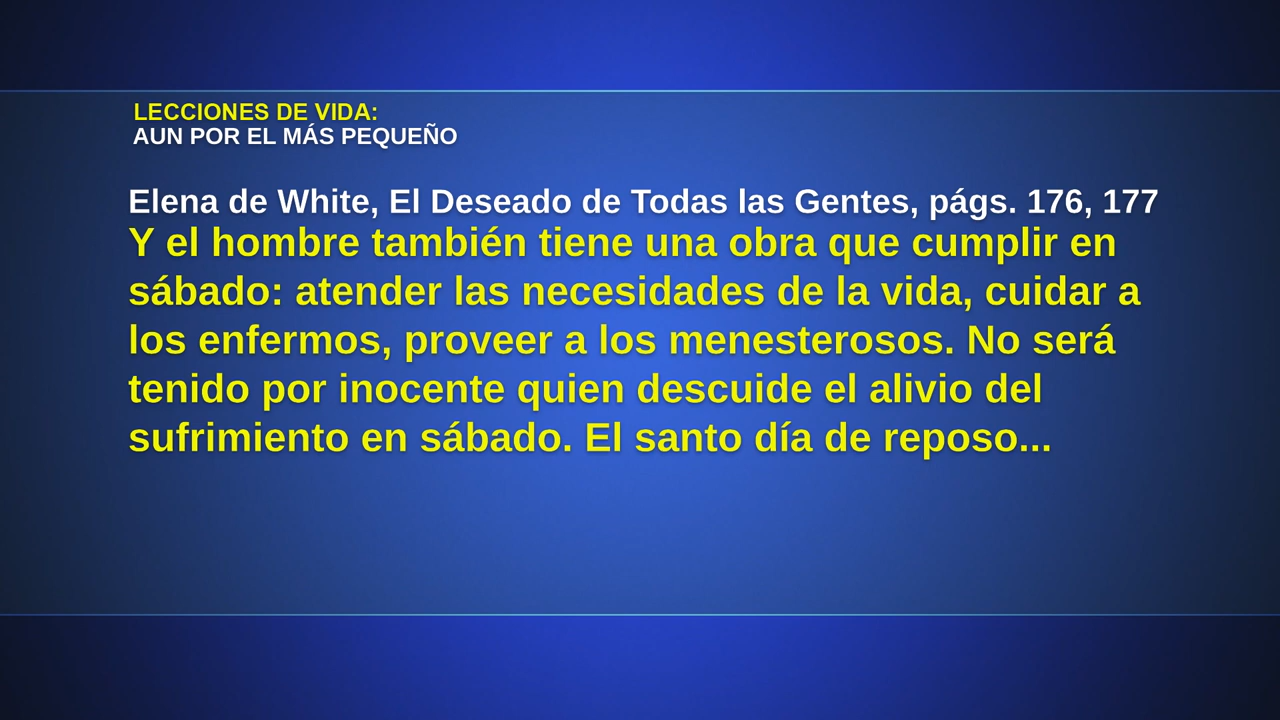 LECCIONES DE VIDA:
AUN POR EL MÁS PEQUEÑO
Elena de White, El Deseado de Todas las Gentes, págs. 176, 177
Y el hombre también tiene una obra que cumplir en
sábado: atender las necesidades de la vida, cuidar a
los enfermos, proveer a los menesterosos. No será
tenido por inocente quien descuide el alivio del
sufrimiento en sábado. El santo día de reposo...